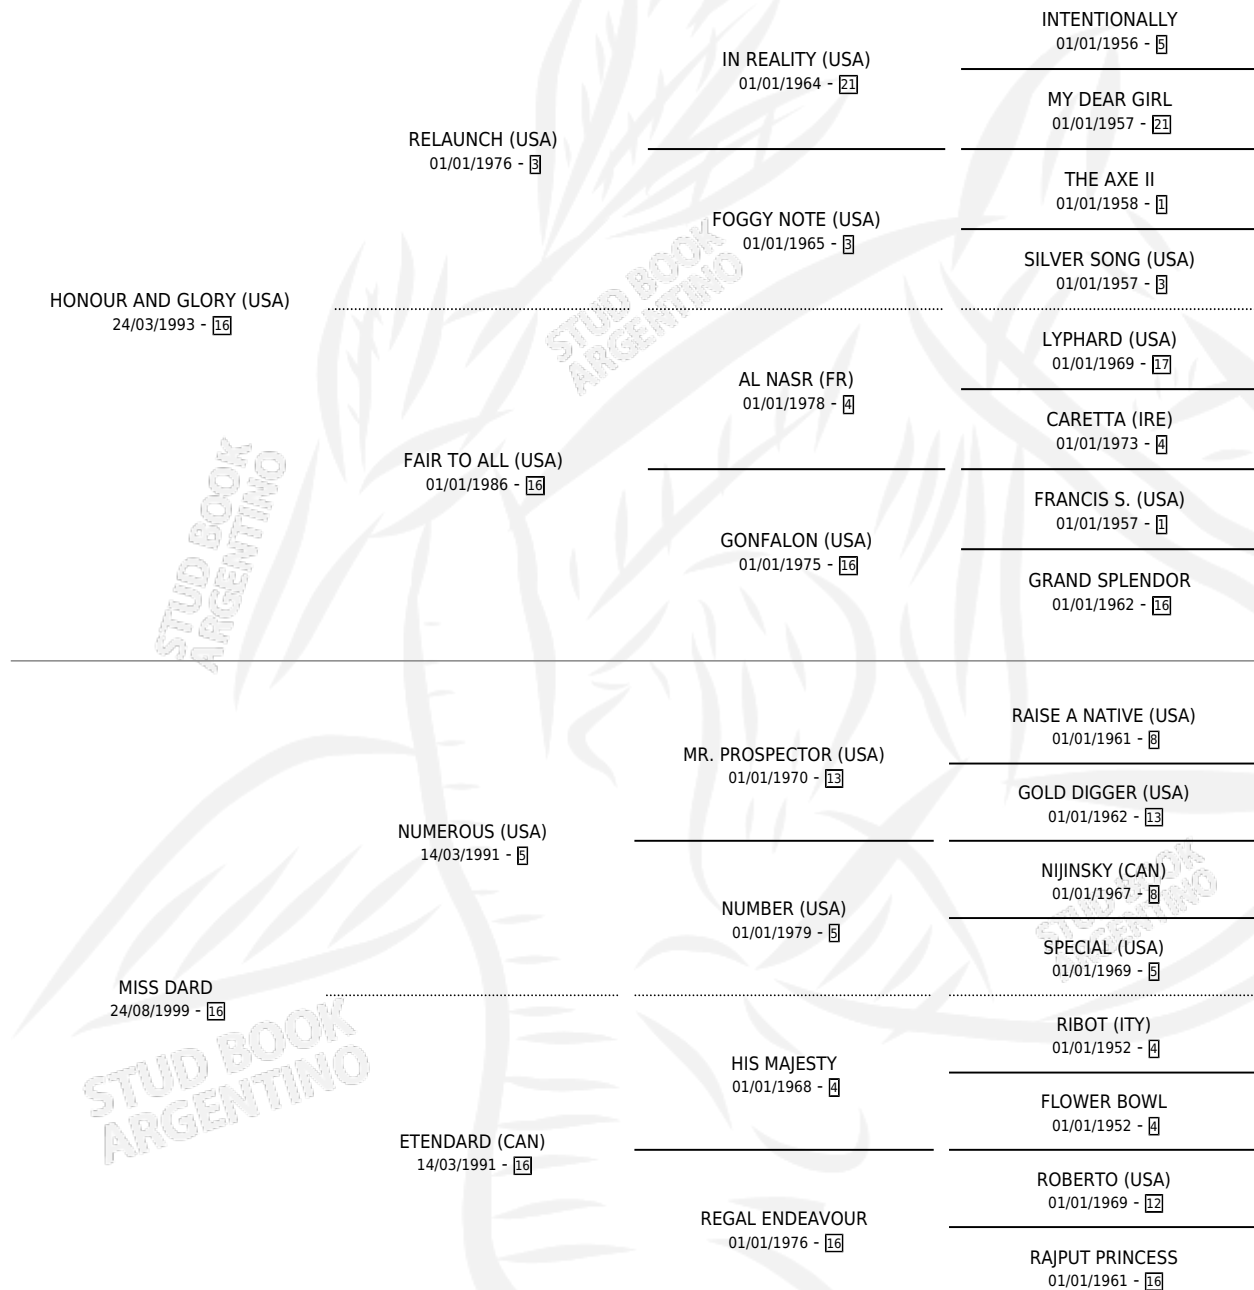 INTENTIONALLY
01/01/1956 - 5
IN REALITY (USA)
01/01/1964 - 21
MY DEAR GIRL
01/01/1957 - 21
RELAUNCH (USA)
01/01/1976 - 3
THE AXE II
01/01/1958 - 1
FOGGY NOTE (USA)
01/01/1965 - 3
SILVER SONG (USA)
01/01/1957 - 3
HONOUR AND GLORY (USA)
24/03/1993 - 16
STUD BOOK
ARGENTINO
LYPHARD (USA)
01/01/1969 - 17
AL NASR (FR)
01/01/1978 - 4
CARETTA (IRE)
01/01/1973 - 4
FAIR TO ALL (USA)
01/01/1986 - 16
FRANCIS S. (USA)
01/01/1957 - 1
GONFALON (USA)
01/01/1975 - 16
GRAND SPLENDOR
01/01/1962 - 16
STUD BOOK
ARGENTINO
RAISE A NATIVE (USA)
01/01/1961 - 8
MR. PROSPECTOR (USA)
01/01/1970 - 13
GOLD DIGGER (USA)
01/01/1962 - 13
NUMEROUS (USA)
14/03/1991 - 5
NIJINSKY (CAN)
01/01/1967 - 8
NUMBER (USA)
01/01/1979 - 5
STUD BOOK
ARGENTINO
SPECIAL (USA)
01/01/1969 - 5
MISS DARD
24/08/1999 - 16
STUD BOOK
ARGENTINO
RIBOT (ITY)
01/01/1952 - 4
HIS MAJESTY
01/01/1968 - 4
FLOWER BOWL
01/01/1952 - 4
ETENDARD (CAN)
14/03/1991 - 16
ROBERTO (USA)
01/01/1969 - 12
REGAL ENDEAVOUR
01/01/1976 - 16
RAJPUT PRINCESS
01/01/1961 - 16